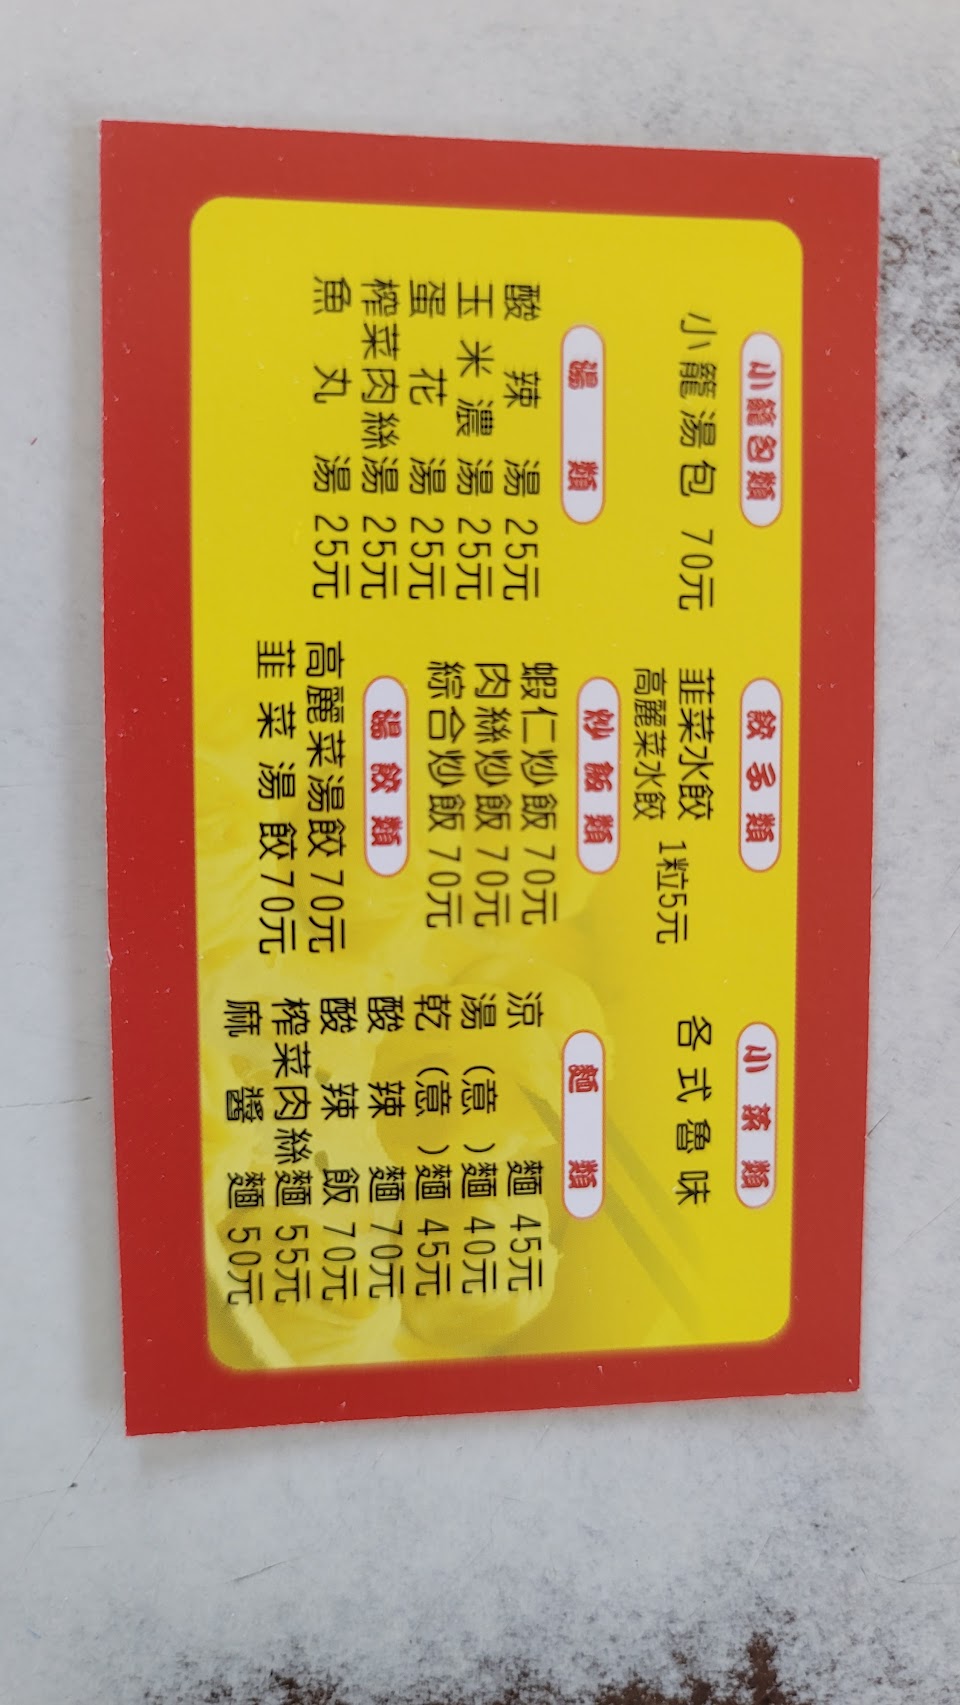 小籠包類
小籠湯包 70元
湯 類
酸辣湯 25元
玉米濃湯 25元
蛋花湯 25元
榨菜肉絲湯 25元
魚丸湯 25元
餃子類
韭菜水餃
高麗菜水餃
1粒5元
炒飯類
蝦仁炒飯 70元
肉絲炒飯 70元
綜合炒飯 70元
湯餃類
高麗菜湯餃 70元
韭菜湯餃 70元
小菜類
各式魯味
麵 類
涼麵 45元
湯(意)麵 40元
乾(意)麵 45元
酸辣麵 70元
酸辣飯 70元
榨菜肉絲麵 55元
麻醬麵 50元